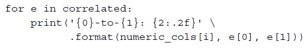 for e in correlated:
    print('{0}-to-{1}: {2:.2f}' \
          .format(numeric_cols[i], e[0], e[1]))